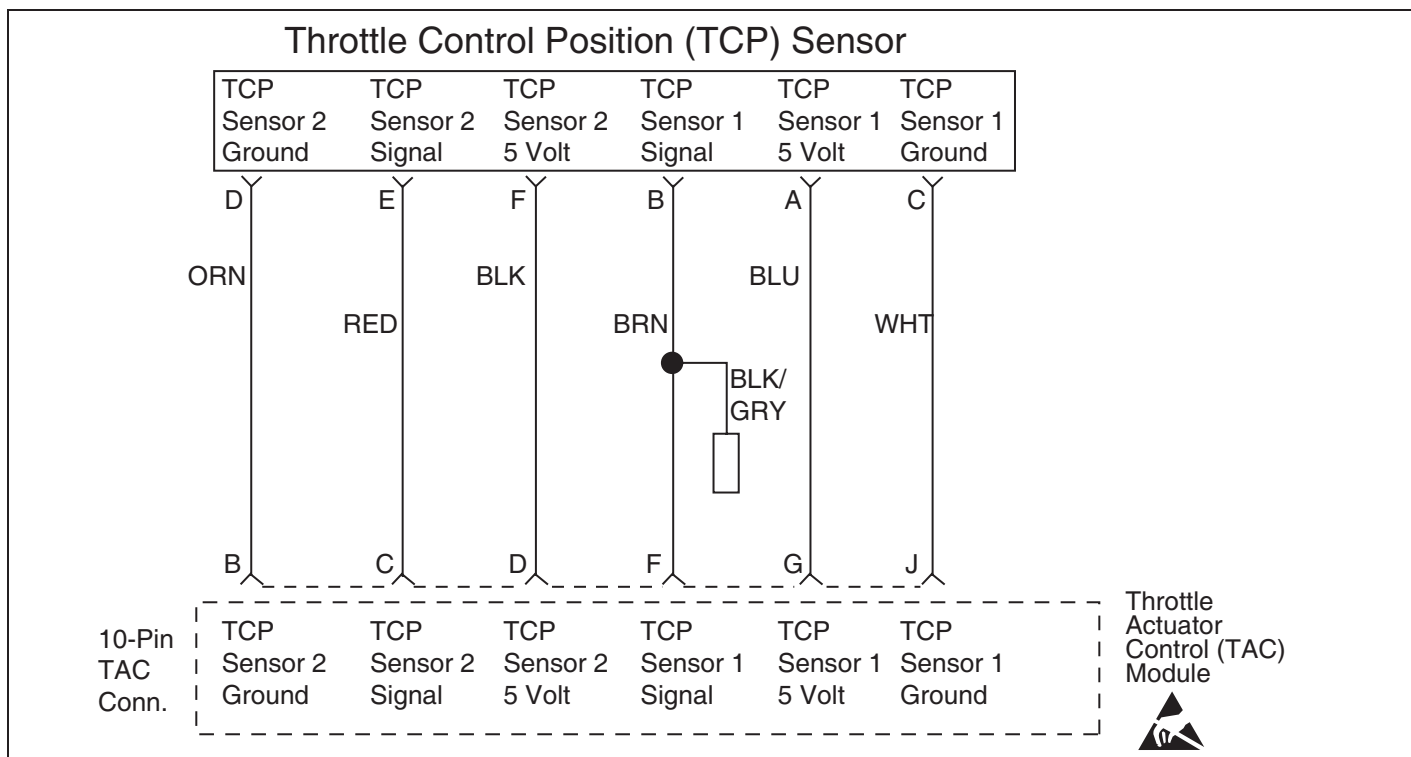 Throttle Control Position (TCP) Sensor
TCP Sensor 2 Ground
TCP Sensor 2 Signal
TCP Sensor 2 5 Volt
TCP Sensor 1 Signal
TCP Sensor 1 5 Volt
TCP Sensor 1 Ground
D E F B A C
ORN BLK BLU
RED BRN WHT
BLK/
GRY
B C D F G J
10-Pin
TAC
Conn.
TCP Sensor 2 Ground
TCP Sensor 2 Signal
TCP Sensor 2 5 Volt
TCP Sensor 1 Signal
TCP Sensor 1 5 Volt
TCP Sensor 1 Ground
Throttle
Actuator
Control (TAC)
Module